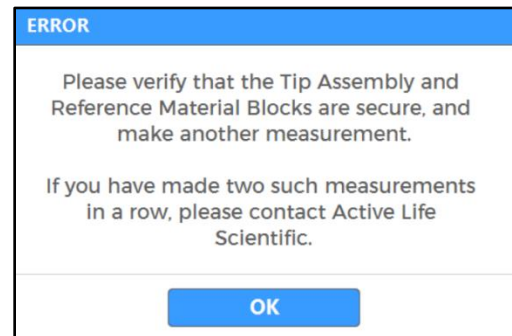 ERROR
Please verify that the Tip Assembly and
Reference Material Blocks are secure, and
make another measurement.
If you have made two such measurements
in a row, please contact Active Life
Scientific.
OK